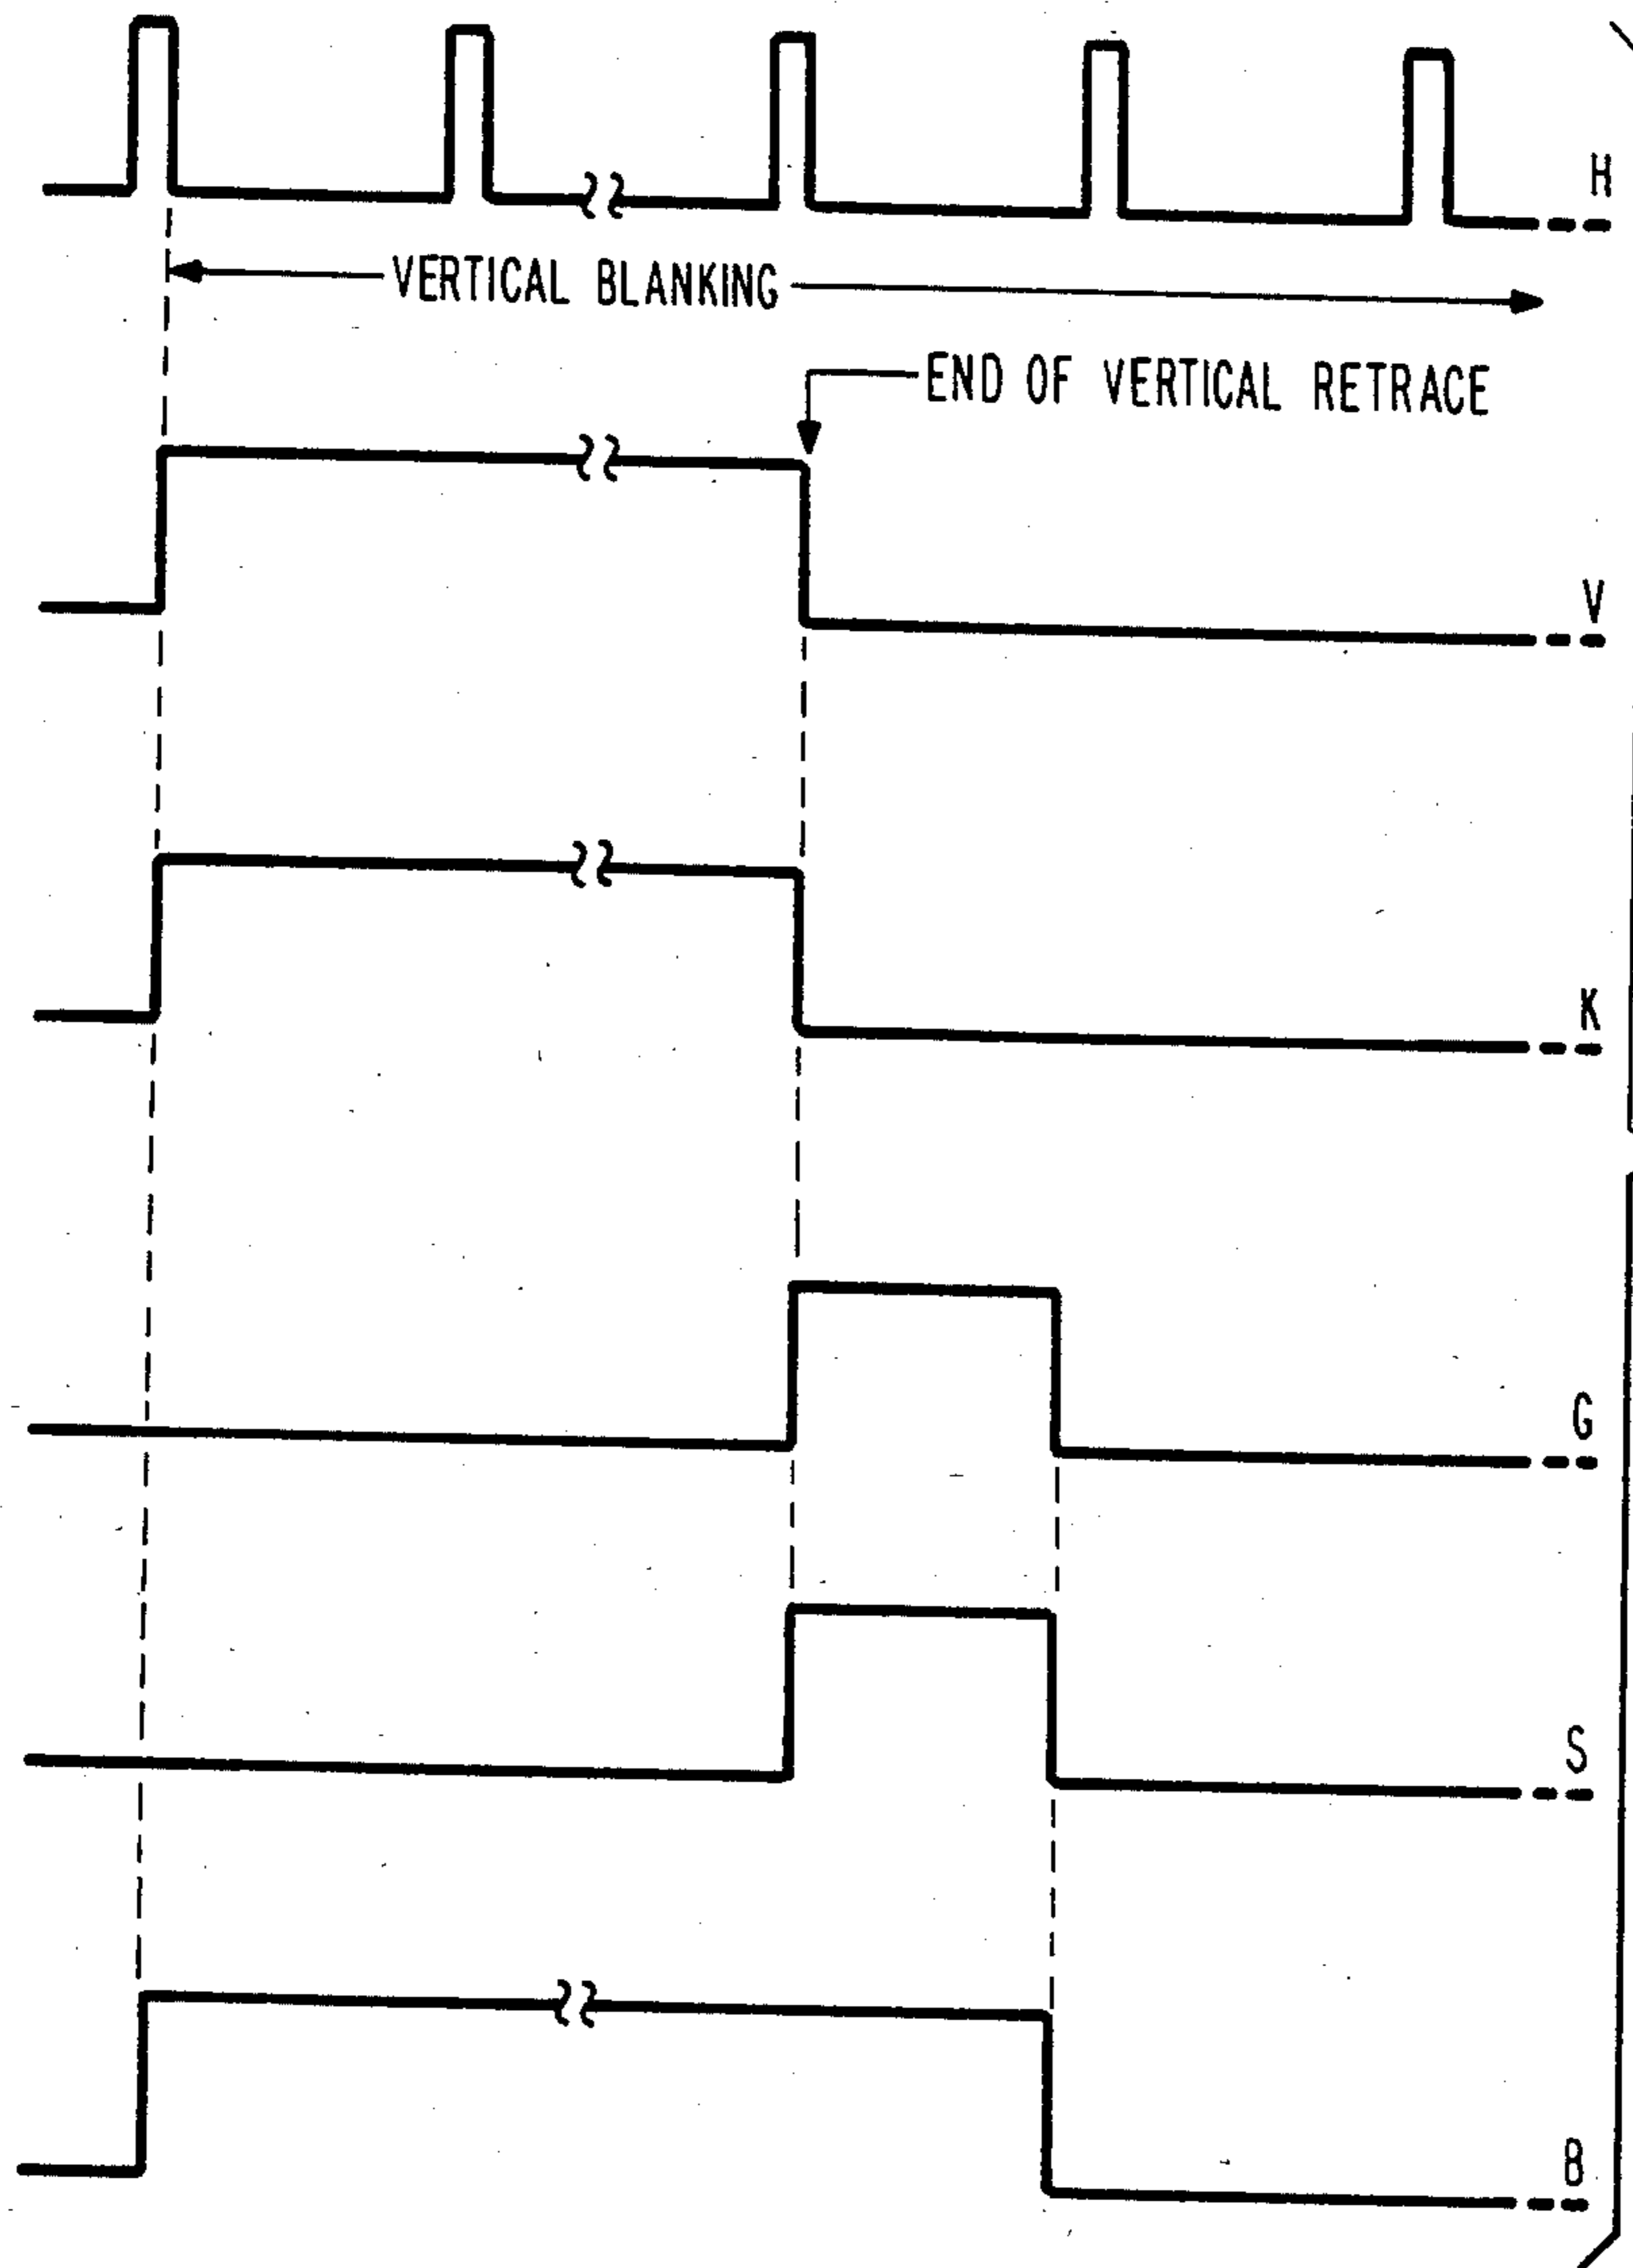 H
VERTICAL BLANKING
END OF VERTICAL RETRACE
V
K
G
S
B